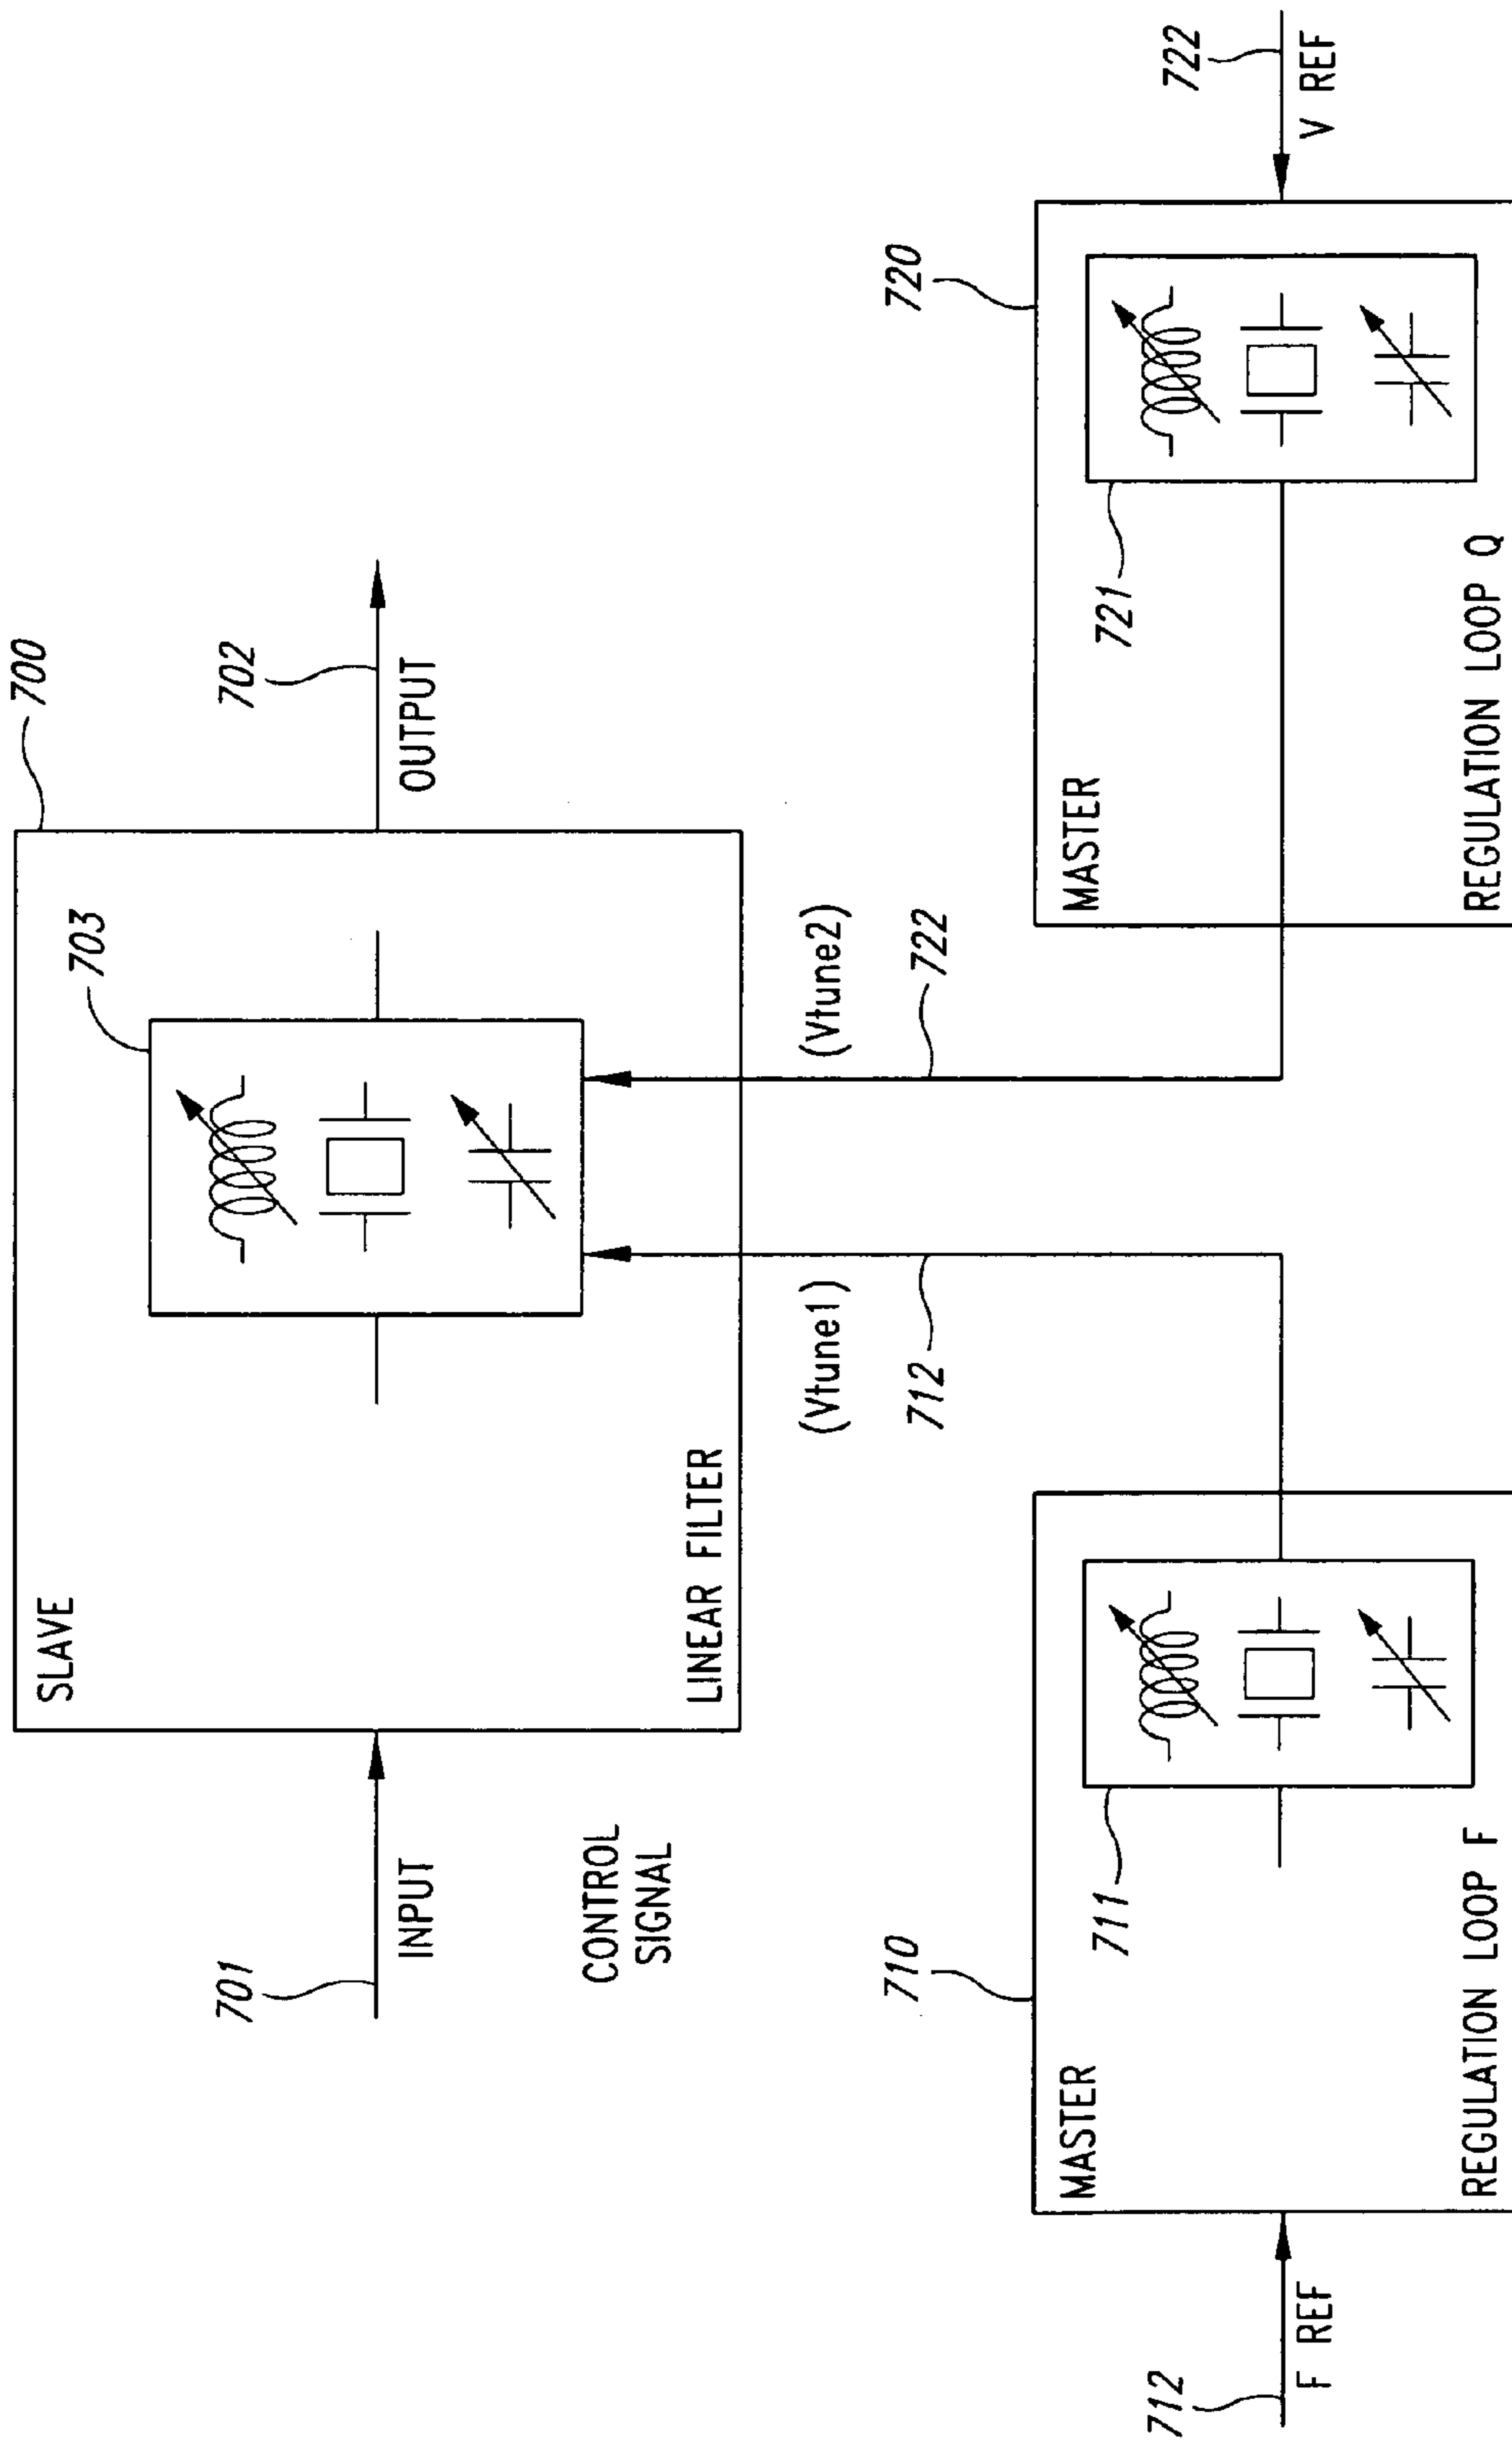 700
SLAVE
703
701
INPUT
702
OUTPUT
CONTROL
SIGNAL
LINEAR FILTER
(Vtune1)
(Vtune2)
712
722
710
720
MASTER
MASTER
711
721
712
F REF
722
V REF
REGULATION LOOP F
REGULATION LOOP Q